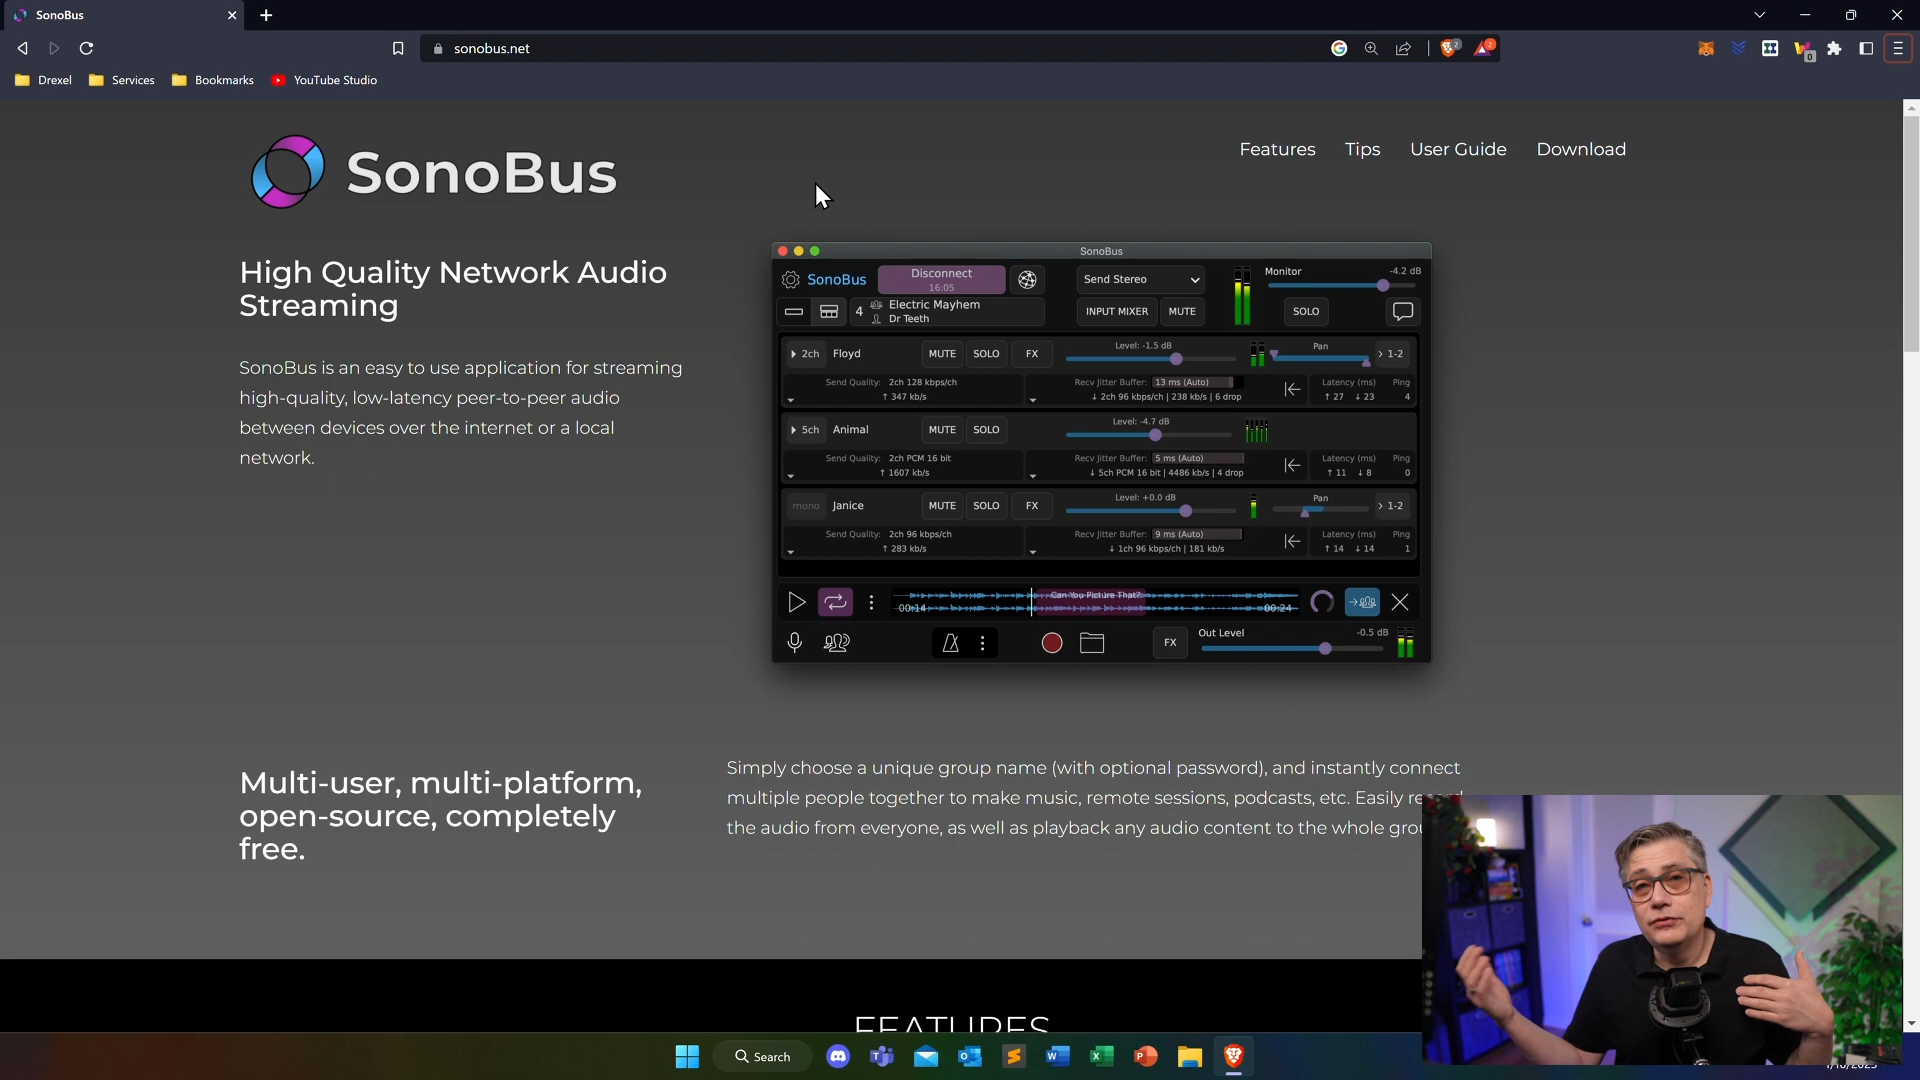 SonoBus
sonobus.net
2
2
0
Drexel
Services
Bookmarks
YouTube Studio
SonoBus
Features
Tips
User Guide
Download
High Quality Network Audio
Streaming
SonoBus is an easy to use application for streaming
high-quality, low-latency peer-to-peer audio
between devices over the internet or a local
network.
SonoBus
SonoBus
Disconnect
16:05
Send Stereo
Monitor
-4.2 dB
4
Electric Mayhem
Dr Teeth
INPUT MIXER
MUTE
SOLO
2ch
Floyd
MUTE
SOLO
FX
Level: -1.5 dB
Pan
1-2
Send Quality: 2ch 128 kbps/ch
↑ 347 kb/s
Recv Jitter Buffer: 13 ms (Auto)
↓ 2ch 96 kbps/ch | 238 kb/s | 6 drop
Latency (ms) Ping
↑ 27 ↓ 23 4
5ch
Animal
MUTE
SOLO
Level: -4.7 dB
Send Quality: 2ch PCM 16 bit
↑ 1607 kb/s
Recv Jitter Buffer: 5 ms (Auto)
↓ 5ch PCM 16 bit | 4486 kb/s | 4 drop
Latency (ms) Ping
↑ 11 ↓ 8 0
mono
Janice
MUTE
SOLO
FX
Level: +0.0 dB
Pan
1-2
Send Quality: 2ch 96 kbps/ch
↑ 283 kb/s
Recv Jitter Buffer: 9 ms (Auto)
↓ 1ch 96 kbps/ch | 181 kb/s
Latency (ms) Ping
↑ 14 ↓ 14 1
00:14
Can You Picture That?
00:24
FX
Out Level
-0.5 dB
Multi-user, multi-platform,
open-source, completely
free.
Simply choose a unique group name (with optional password), and instantly connect
multiple people together to make music, remote sessions, podcasts, etc. Easily
the audio from everyone, as well as playback any audio content to the whole
FEATURES
Search